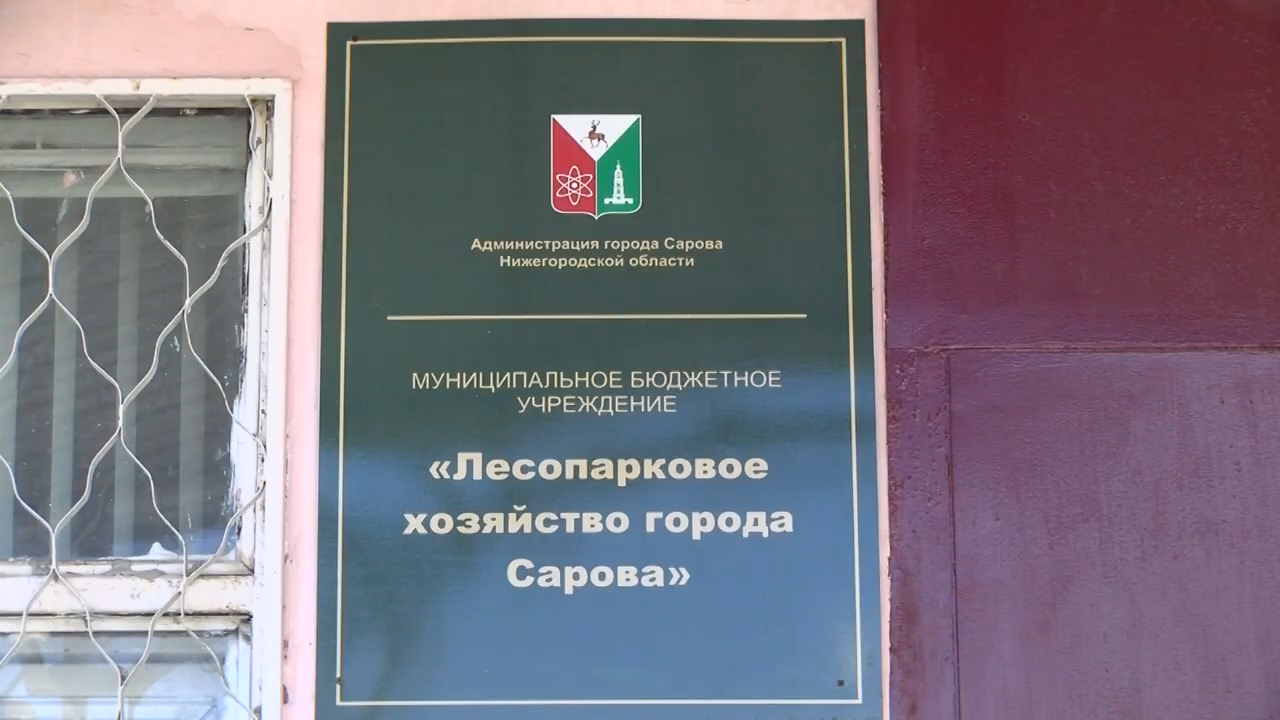 Администрация города Сарова
Нижегородской области
МУНИЦИПАЛЬНОЕ БЮДЖЕТНОЕ
УЧРЕЖДЕНИЕ
«Лесопарковое
хозяйство города
Сарова»